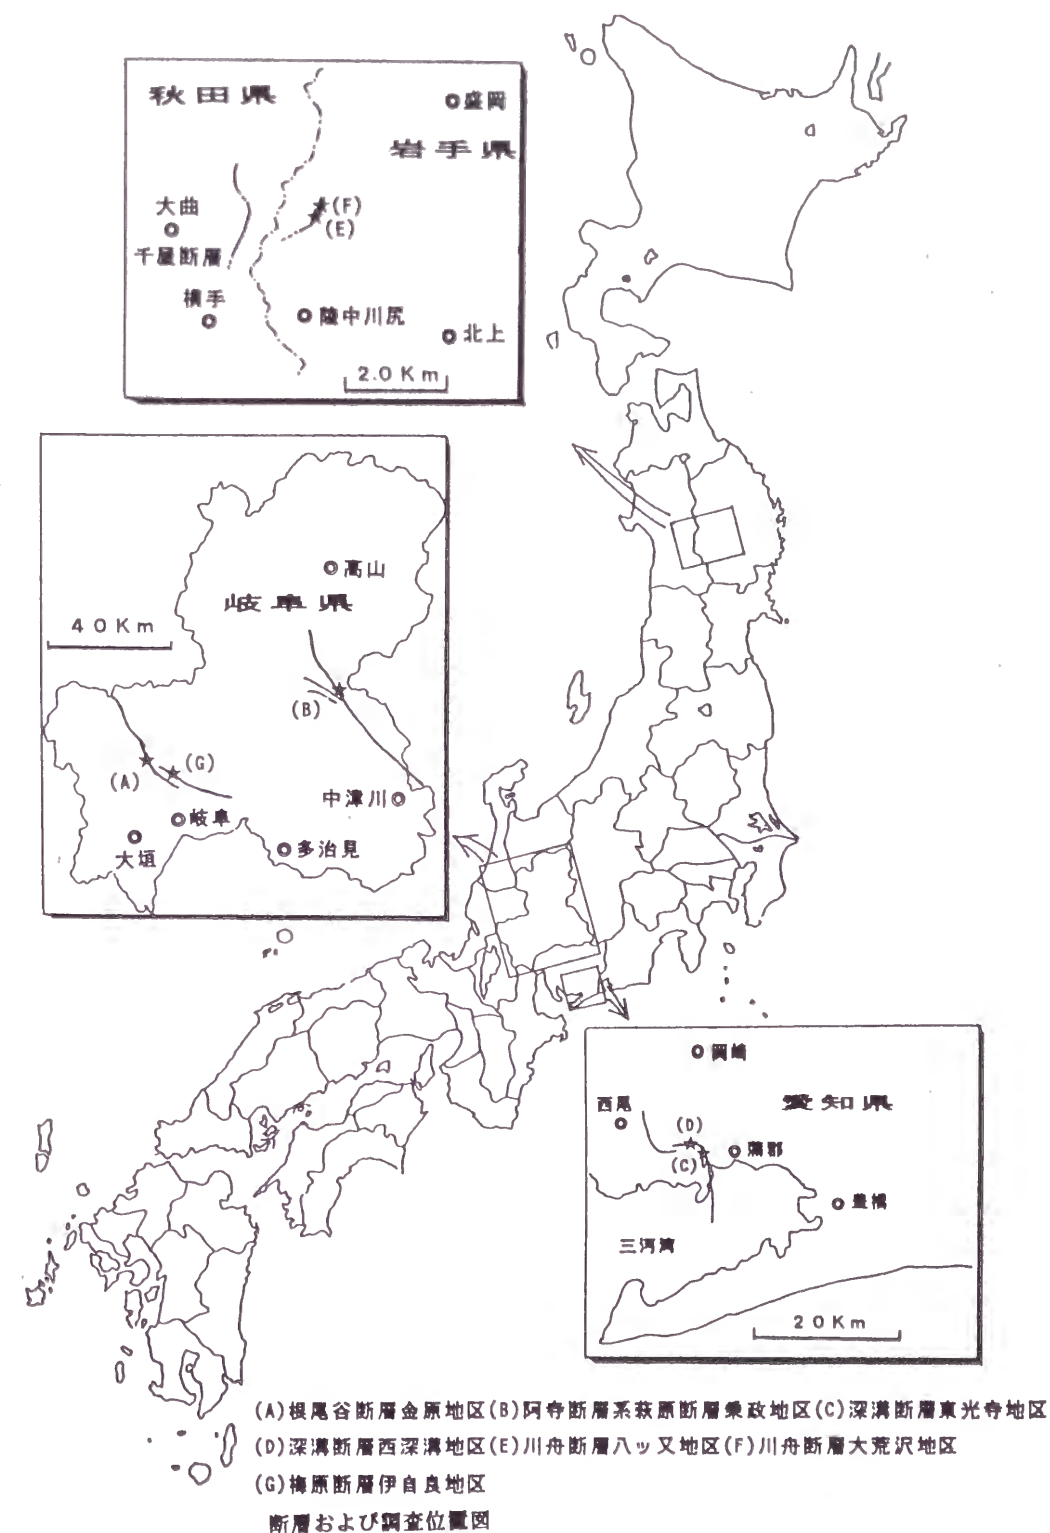 秋田県
盛岡
岩手県
大曲
(F)
(E)
千屋断層
横手
陸中川尻
北上
2.0 Km
高山
岐阜県
40 Km
(B)
(G)
(A)
中津川
岐阜
大垣
多治見
岡崎
愛知県
西尾
(D)
(C)
蒲郡
豊橋
三河湾
20 Km
(A)根尾谷断層金原地区(B)阿寺断層系萩原断層乗政地区(C)深溝断層東光寺地区
(D)深溝断層西深溝地区(E)川舟断層八ッ又地区(F)川舟断層大荒沢地区
(G)梅原断層伊自良地区
断層および調査位置図